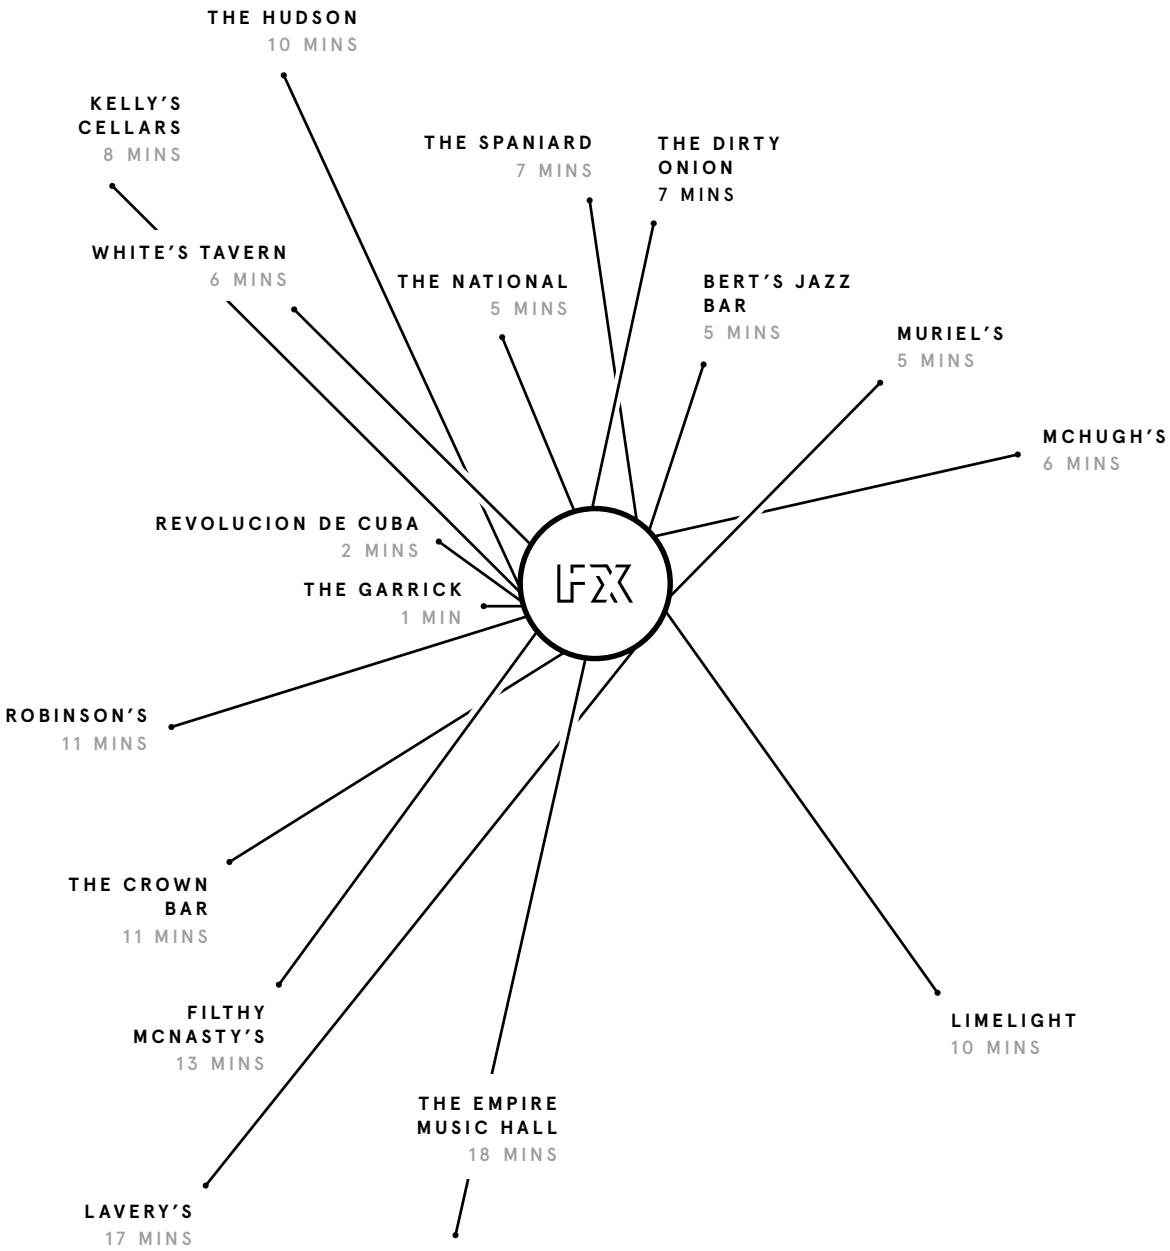 THE HUDSON
10 MINS
KELLY’S
CELLARS
8 MINS
THE SPANIARD
7 MINS
THE DIRTY
ONION
7 MINS
WHITE’S TAVERN
6 MINS
THE NATIONAL
5 MINS
BERT’S JAZZ
BAR
5 MINS
MURIEL’S
5 MINS
MCHUGH’S
6 MINS
REVOLUCION DE CUBA
2 MINS
THE GARRICK
1 MIN
FX
ROBINSON’S
11 MINS
THE CROWN
BAR
11 MINS
FILTHY
MCNASTY’S
13 MINS
LIMELIGHT
10 MINS
THE EMPIRE
MUSIC HALL
18 MINS
LAVERY’S
17 MINS